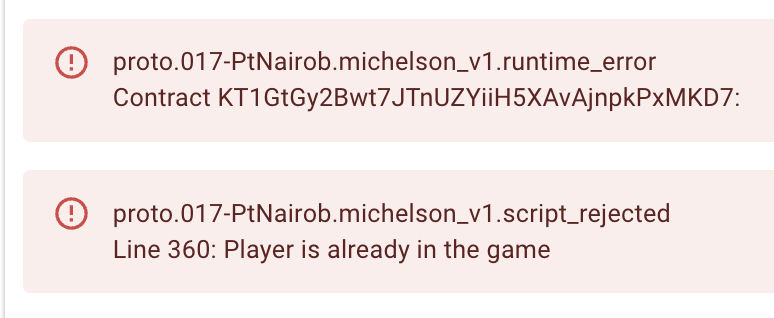 proto.017-PtNairob.michelson_v1.runtime_error
Contract KT1GtGy2Bwt7JTnUZYiiH5XAvAjnpkPxMKD7:
proto.017-PtNairob.michelson_v1.script_rejected
Line 360: Player is already in the game